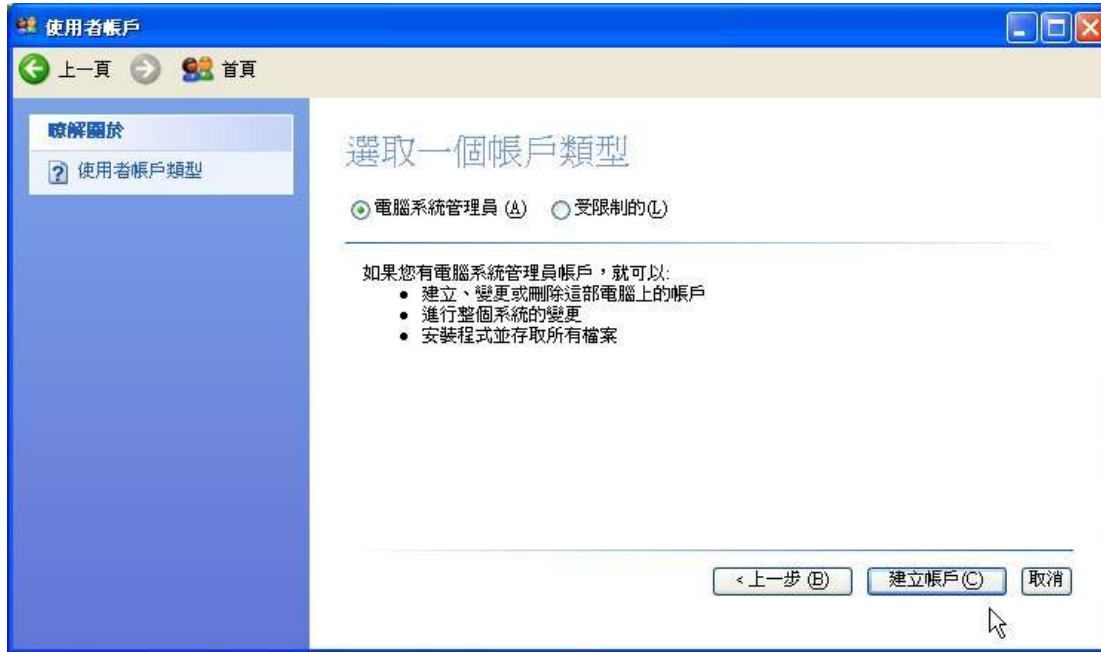 使用者帳戶
上一頁 首頁
瞭解關於
使用者帳戶類型
選取一個帳戶類型
電腦系統管理員 (A) 受限制的(L)
如果您有電腦系統管理員帳戶，就可以:
● 建立、變更或刪除這部電腦上的帳戶
● 進行整個系統的變更
● 安裝程式並存取所有檔案
<上一步 (B) 建立帳戶(C) 取消